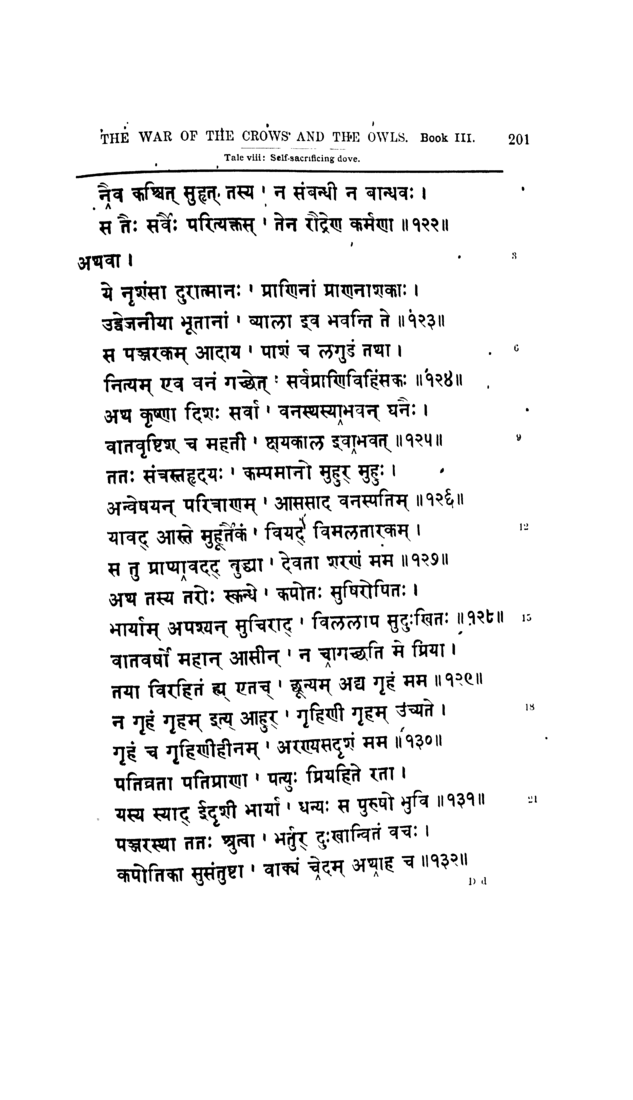 THE WAR OF THE CROWS AND THE OWLS. Book III. 201
Tale viii: Self-sacrificing dove.
नैव कश्चित् सुहृत् तस्य ' न संबन्धी न बान्धवः ।
स तैः सर्वैः परित्यक्तस् ' तेन रौद्रेण कर्मणा ॥१२२॥
अथवा । 3
ये नृशंसा दुरात्मानः ' प्राणिनां प्राणनाशकाः ।
उद्वेजनीया भूतानां ' व्याला इव भवन्ति ते ॥१२३॥
स पञ्जरकम् आदाय ' पाशं च लगुडं तथा । 6
नित्यम् एव वनं गच्छेत् ' सर्वप्राणिविहिंसकः ॥१२४॥
अथ कृष्णा दिशः सर्वा ' वनस्थस्याभवन् घनैः ।
वातवृष्टिश् च महती ' क्षयकाल इवाभवत् ॥१२५॥ 9
ततः संत्रस्तहृदयः ' कम्पमानो मुहुर् मुहुः ।
अन्वेषयन् परित्राणम् ' आससाद वनस्पतिम् ॥१२६॥
यावद् आस्ते मुहूर्तैकं ' वियद् विमलतारकम् । 12
स तु प्राप्यावदद् बुद्ध्या ' देवता शरणं मम ॥१२७॥
अथ तस्य तरोः स्कन्धे ' कपोतः सुषिरोषितः ।
भार्याम् अपश्यन् सुचिराद् ' विललाप सुदुःखितः ॥१२८॥ 15
वातवर्षो महान् आसीन् ' न चागच्छति मे प्रिया ।
तया विरहितं ह्य् एतच् ' छून्यम् अद्य गृहं मम ॥१२९॥
न गृहं गृहम् इत्य् आहुर् ' गृहिणी गृहम् उच्यते । 18
गृहं च गृहिणीहीनम् ' अरण्यसदृशं मम ॥१३०॥
पतिव्रता पतिप्राणा ' पत्युः प्रियहिते रता ।
यस्य स्याद् ईदृशी भार्या ' धन्यः स पुरुषो भुवि ॥१३१॥ 21
पञ्जरस्था ततः श्रुत्वा ' भर्तुर् दुःखान्वितं वचः ।
कपोतिका सुसंतुष्टा ' वाक्यं चेदम् अथाह च ॥१३२॥
D d